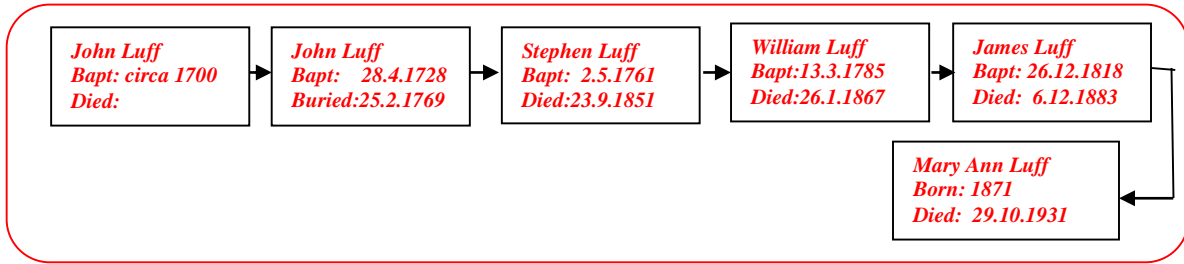 John Luff
Bapt: circa 1700
Died:
John Luff
Bapt: 28.4.1728
Buried:25.2.1769
Stephen Luff
Bapt: 2.5.1761
Died:23.9.1851
William Luff
Bapt:13.3.1785
Died:26.1.1867
James Luff
Bapt: 26.12.1818
Died: 6.12.1883
Mary Ann Luff
Born: 1871
Died: 29.10.1931